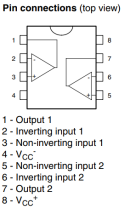 Pin connections (top view)
1 8
2 - 7
3 + - 6
4 + 5
1 - Output 1
2 - Inverting input 1
3 - Non-inverting input 1
4 - VCC-
5 - Non-inverting input 2
6 - Inverting input 2
7 - Output 2
8 - VCC+